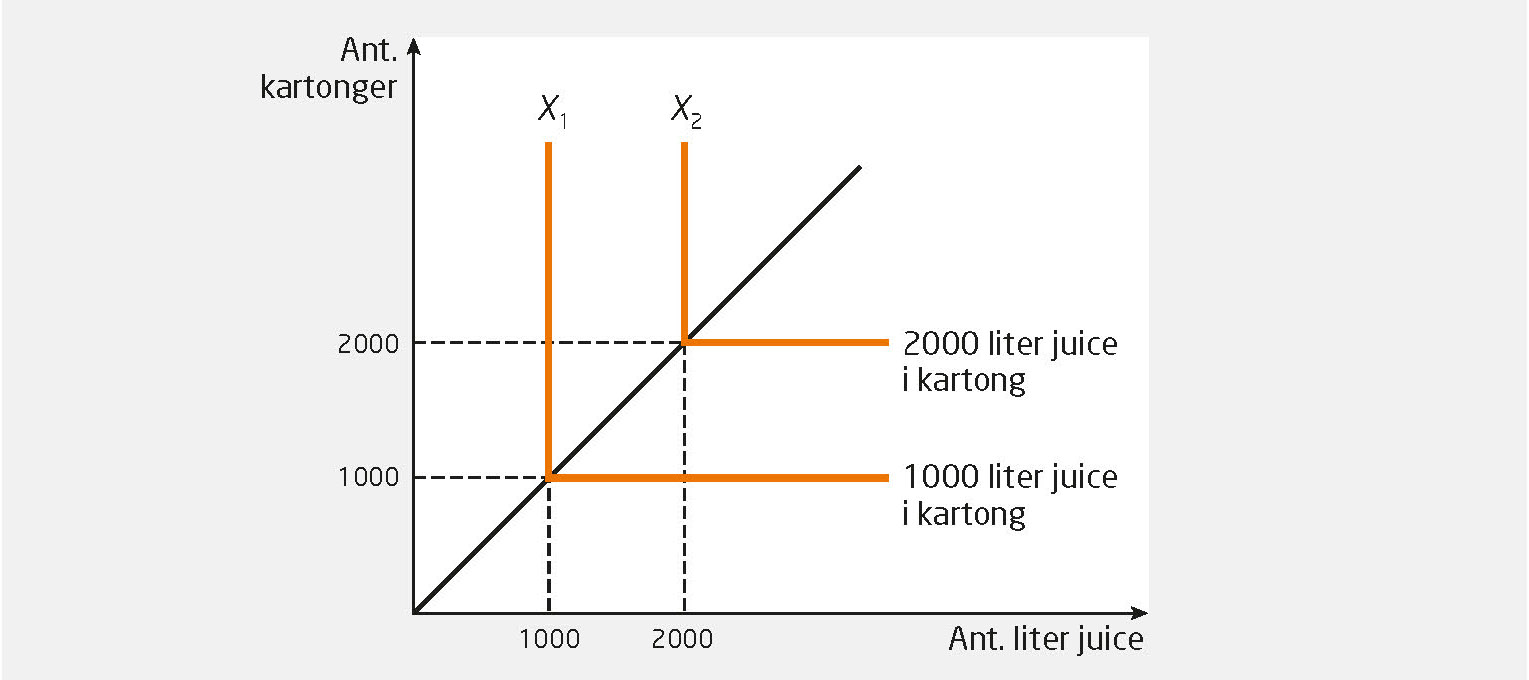 Ant.
kartonger
X1
X2
2000
2000 liter juice
i kartong
1000
1000 liter juice
i kartong
1000
2000
Ant. liter juice